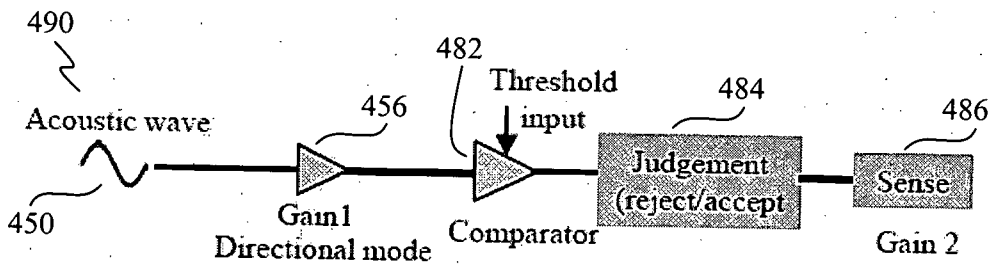 490
482
Threshold
input
484
486
456
Acoustic wave
450
Gain1
Directional mode
Comparator
Judgement
(reject/accept
Sense
Gain 2